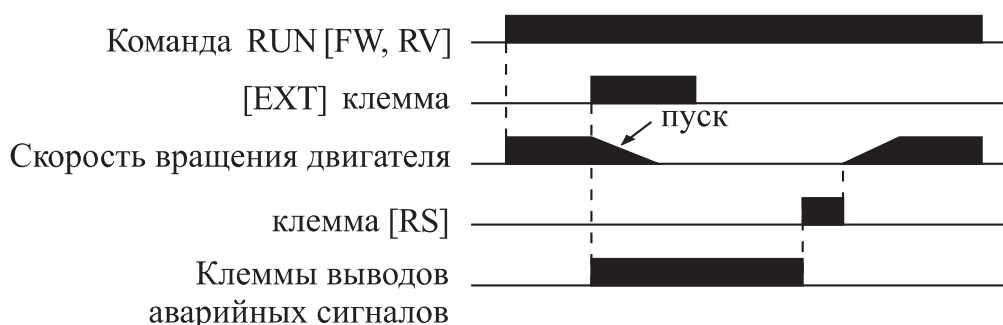 Команда RUN [FW, RV]
[EXT] клемма
пуск
Скорость вращения двигателя
клемма [RS]
Клеммы выводов
аварийных сигналов